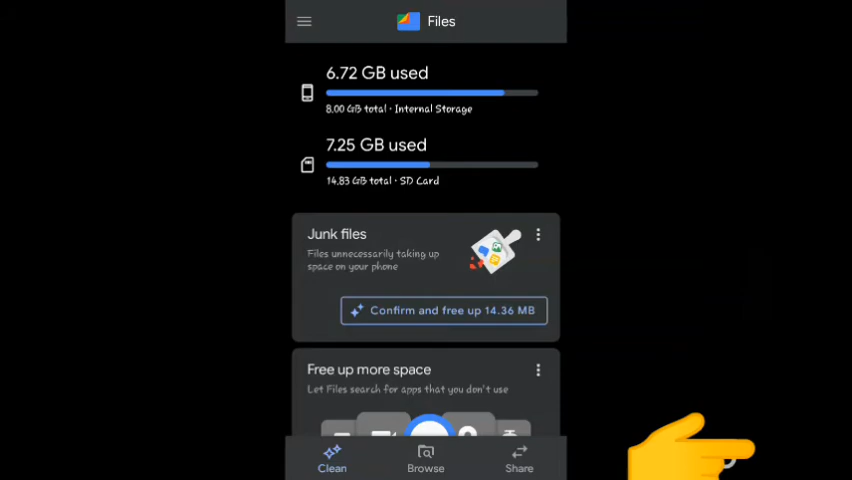 Files
6.72 GB used
8.00 GB total · Internal Storage
7.25 GB used
14.83 GB total · SD Card
Junk files
Files unnecessarily taking up
space on your phone
Confirm and free up 14.36 MB
Free up more space
Let Files search for apps that you don't use
Clean
Browse
Share